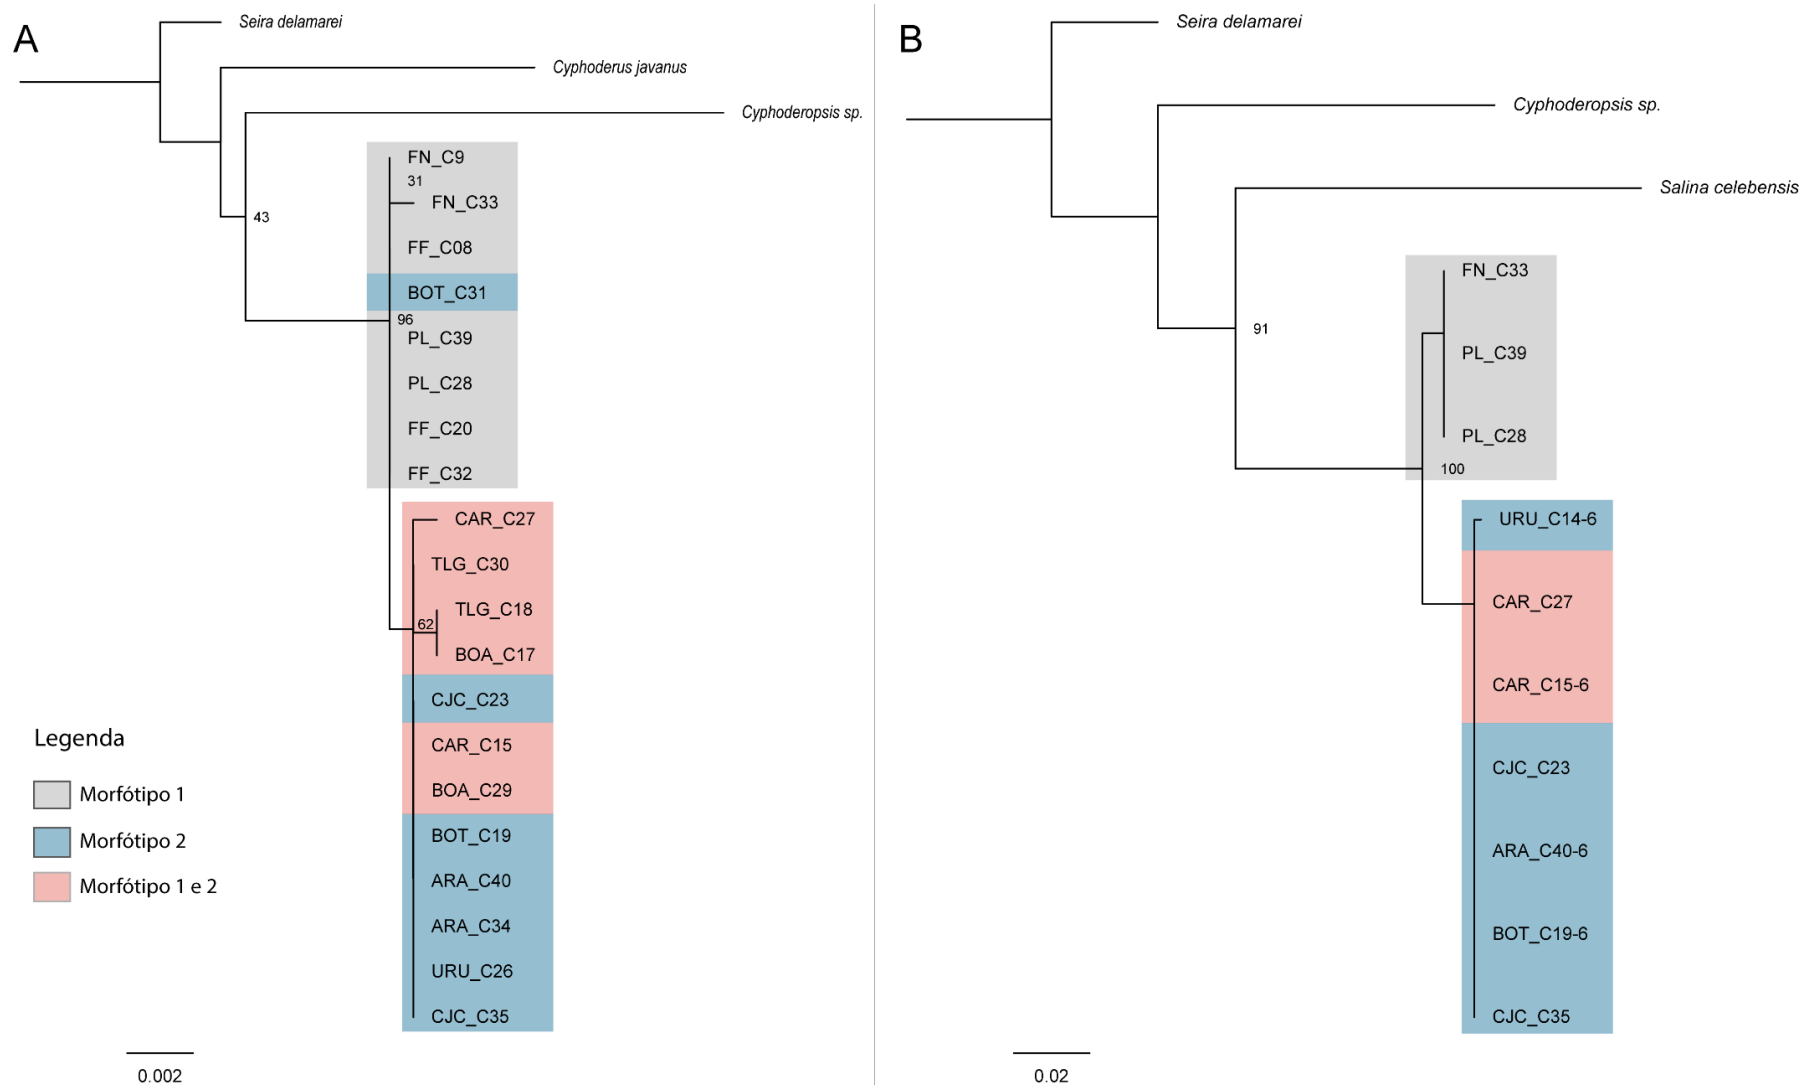 A
Seira delamarei
Cyphoderus javanus
Cyphoderopsis sp.
FN_C9
31
FN_C33
FF_C08
43
BOT_C31
96
PL_C39
PL_C28
FF_C20
FF_C32
CAR_C27
TLG_C30
TLG_C18
62
BOA_C17
CJC_C23
CAR_C15
BOA_C29
BOT_C19
ARA_C40
ARA_C34
URU_C26
CJC_C35
Legenda
Morfótipo 1
Morfótipo 2
Morfótipo 1 e 2
0.002
B
Seira delamarei
Cyphoderopsis sp.
Salina celebensis
FN_C33
91
PL_C39
PL_C28
100
URU_C14-6
CAR_C27
CAR_C15-6
CJC_C23
ARA_C40-6
BOT_C19-6
CJC_C35
0.02